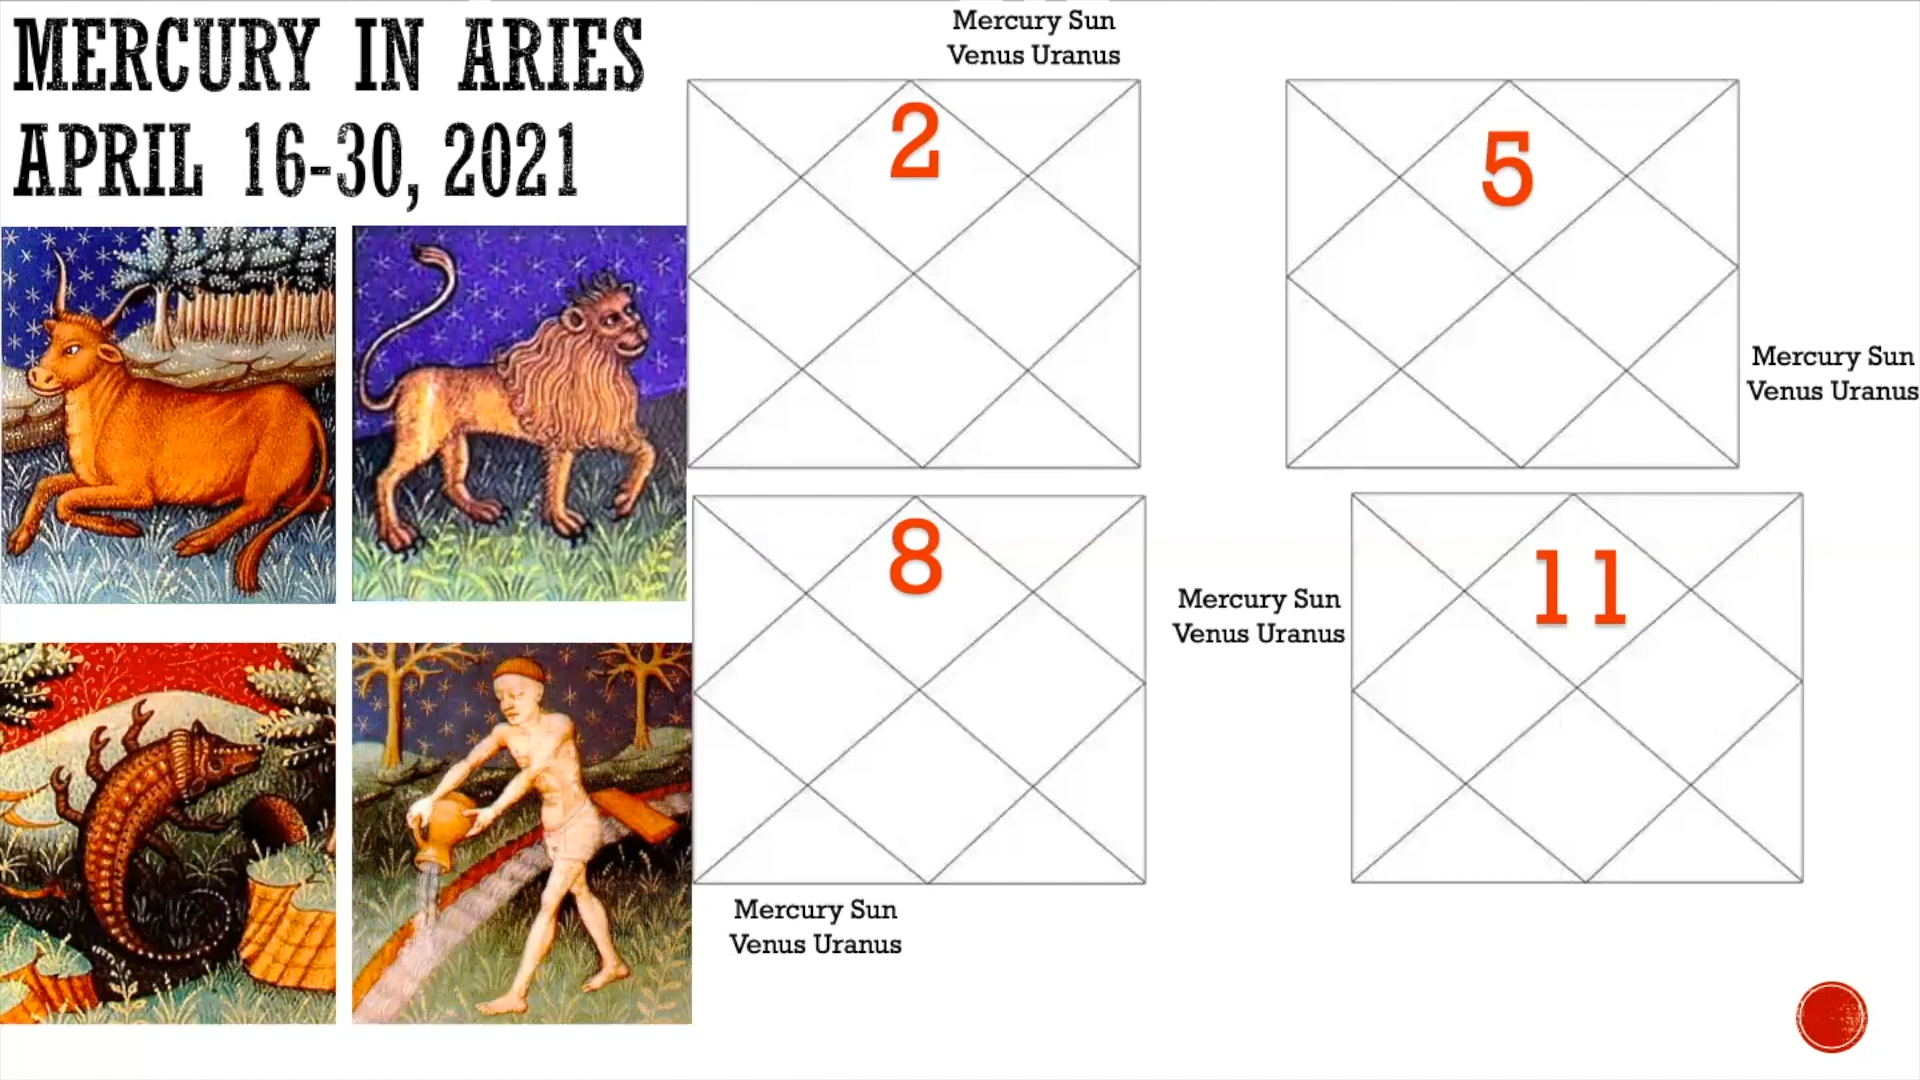 MERCURY IN ARIES
APRIL 16-30, 2021
Mercury Sun
Venus Uranus
2
5
Mercury Sun
Venus Uranus
8
Mercury Sun
Venus Uranus
11
Mercury Sun
Venus Uranus